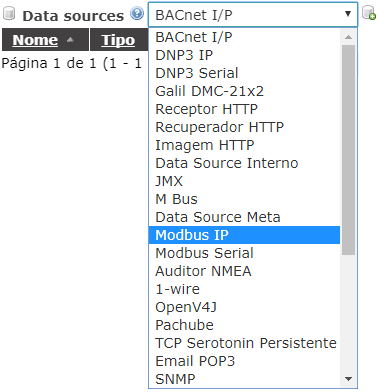 Data sources BACnet I/P
Nome Tipo
Página 1 de 1 (1 - 1
BACnet I/P
DNP3 IP
DNP3 Serial
Galil DMC-21x2
Receptor HTTP
Recuperador HTTP
Imagem HTTP
Data Source Interno
JMX
M Bus
Data Source Meta
Modbus IP
Modbus Serial
Auditor NMEA
1-wire
OpenV4J
Pachube
TCP Serotonin Persistente
Email POP3
SNMP